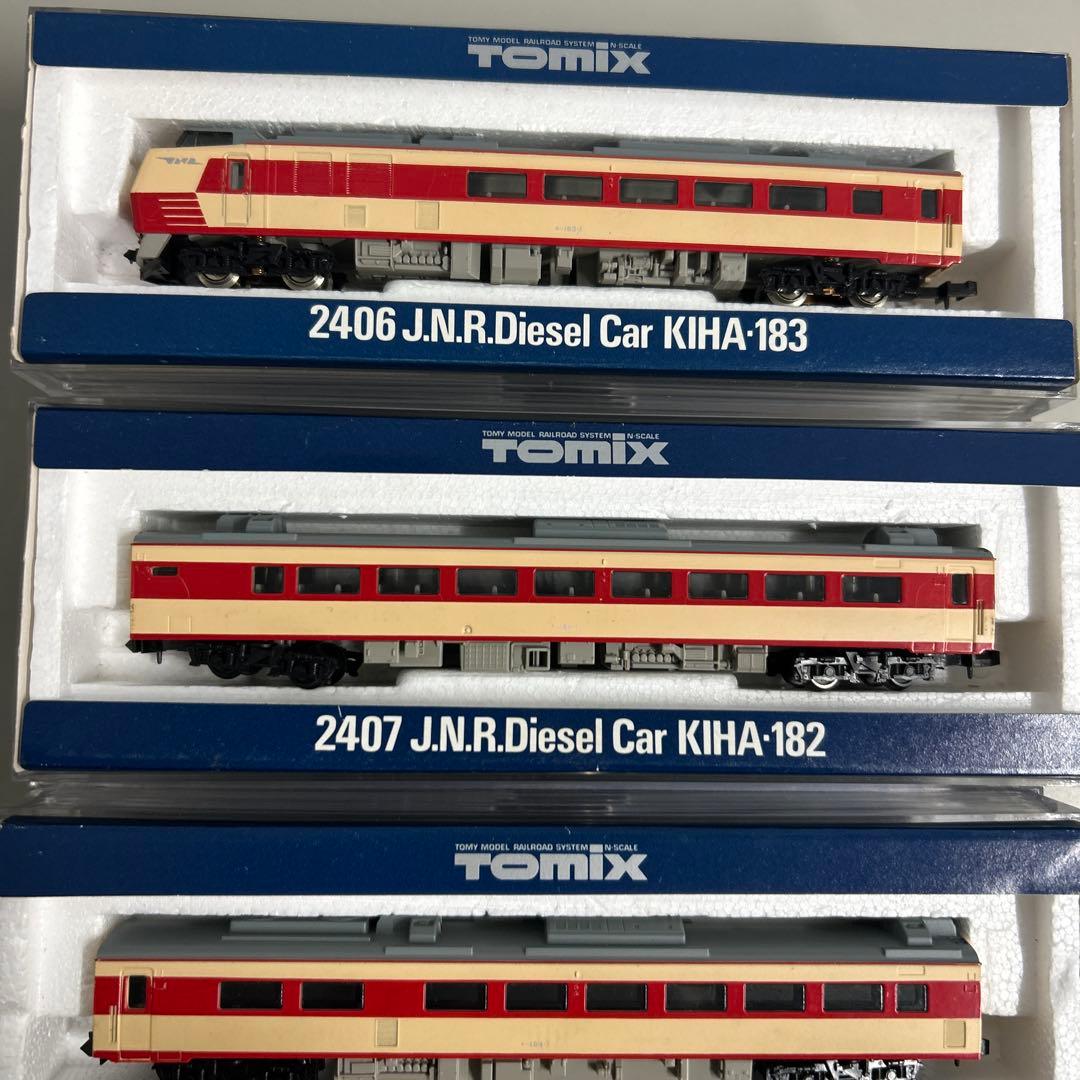 TOMY MODEL RAILROAD SYSTEM N-SCALE
TOMIX
2406 J.N.R.Diesel Car KIHA·183
TOMY MODEL RAILROAD SYSTEM N-SCALE
TOMIX
2407 J.N.R.Diesel Car KIHA·182
TOMY MODEL RAILROAD SYSTEM N-SCALE
TOMIX